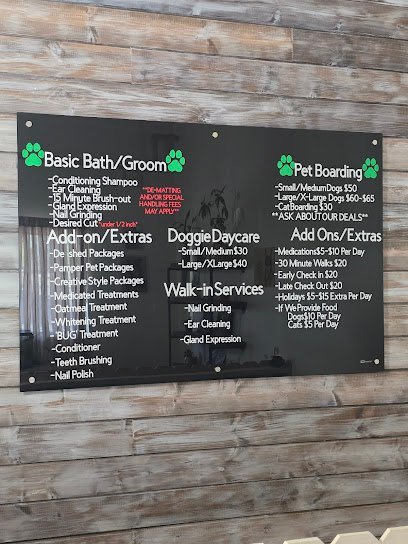 Basic Bath/Groom
-Conditioning Shampoo
-Ear Cleaning
-15 Minute Brush-out
-Gland Expression
-Nail Grinding
-Desired Cut *under 1/2 inch*
**DE-MATTING
AND/OR SPECIAL
HANDLING FEES
MAY APPLY**
Add-on/Extras
-De-shed Packages
-Pamper Pet Packages
-Creative Style Packages
-Medicated Treatments
-Oatmeal Treatment
-Whitening Treatment
-'BUG' Treatment
-Conditioner
-Teeth Brushing
-Nail Polish
Doggie Daycare
-Small/Medium $30
-Large/XLarge $40
Walk-in Services
-Nail Grinding
-Ear Cleaning
-Gland Expression
Pet Boarding
-Small/Medium Dogs $50
-Large/X-Large Dogs $60-$65
-Cat Boarding $30
**ASK ABOUT OUR DEALS**
Add Ons/Extras
-Medications $5-$10 Per Day
-30 Minute Walks $20
-Early Check in $20
-Late Check Out $20
-Holidays $5-$15 Extra Per Day
-If We Provide Food
Dogs $10 Per Day
Cats $5 Per Day